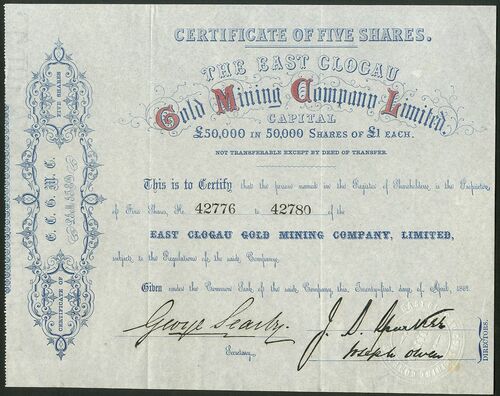 CERTIFICATE OF FIVE SHARES.
THE EAST CLOGAU
Gold Mining Company Limited.
CAPITAL
£50,000 IN 50,000 SHARES OF £1 EACH.
NOT TRANSFERABLE EXCEPT BY DEED OF TRANSFER.
This is to Certify that the person named in the Register of Shareholders, is the Proprietor
of Five Shares, No. 42776 to 42780 of the
EAST CLOGAU GOLD MINING COMPANY, LIMITED,
subject to the Regulations of the said Company.
Given under the Common Seal of the said Company, this Twenty-first day of April,
George Searby.
Secretary.
J. S.
Joseph Owen
DIRECTORS.
FIVE SHARES
E. C. G. M. C.
CERTIFICATE OF